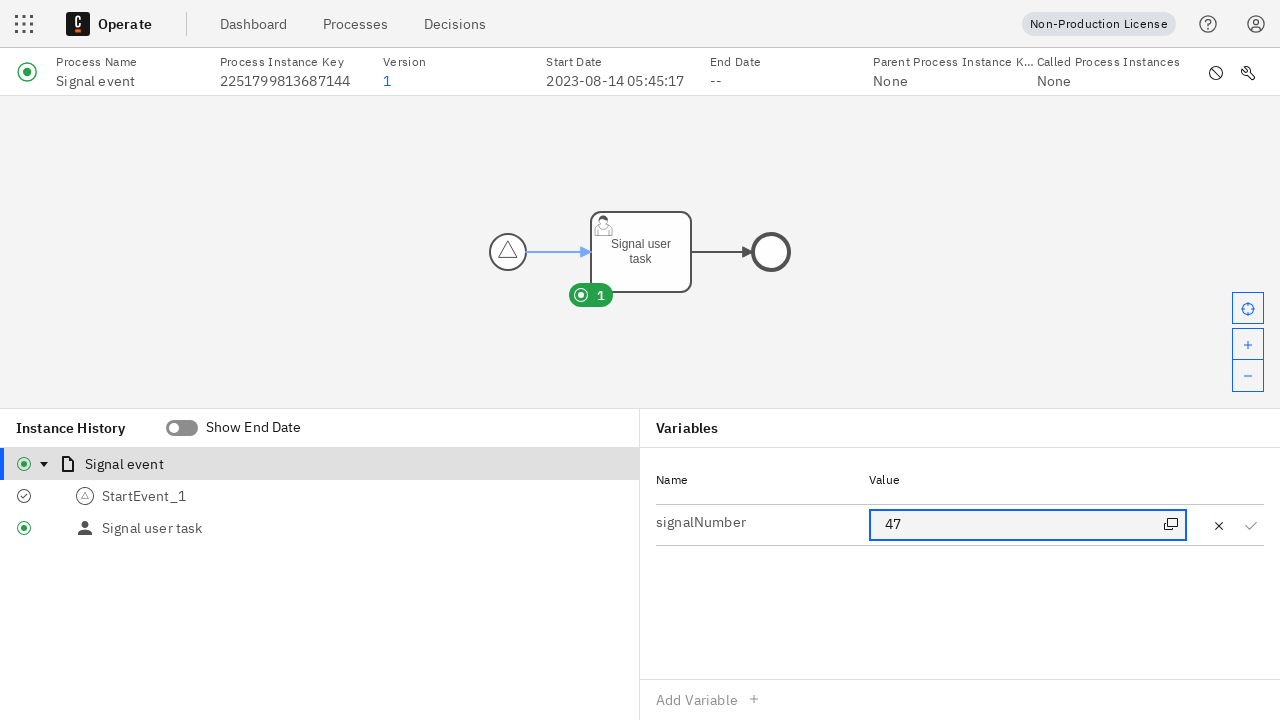 Operate
Dashboard
Processes
Decisions
Non-Production License
Process Name
Signal event
Process Instance Key
2251799813687144
Version
1
Start Date
2023-08-14 05:45:17
End Date
--
Parent Process Instance K...
None
Called Process Instances
None
Signal user
task
1
Instance History
Show End Date
Signal event
StartEvent_1
Signal user task
Variables
Name
Value
signalNumber
47
Add Variable